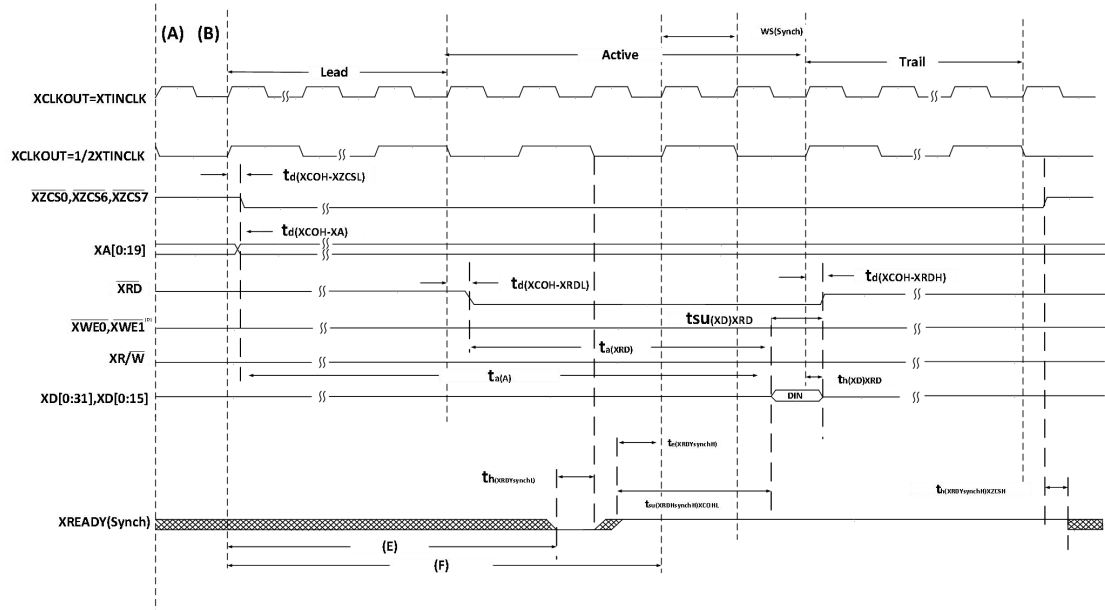 (A) (B)
WS(Synch)
Active
Lead
Trail
XCLKOUT=XTINCLK
XCLKOUT=1/2XTINCLK
td(XCOH-XZCSL)
XZCS0,XZCS6,XZCS7
td(XCOH-XA)
XA[0:19]
td(XCOH-XRDL)
td(XCOH-XRDH)
XRD
tsu(XD)XRD
XWE0,XWE1(D)
ta(XRD)
XR/W
ta(A)
th(XD)XRD
XD[0:31],XD[0:15]
DIN
te(XRDYsynchH)
th(XRDYsynchL)
tsu(XRDHsynchH)XCOHL
th(XRDYsynchH)XZCSH
XREADY(Synch)
(E)
(F)